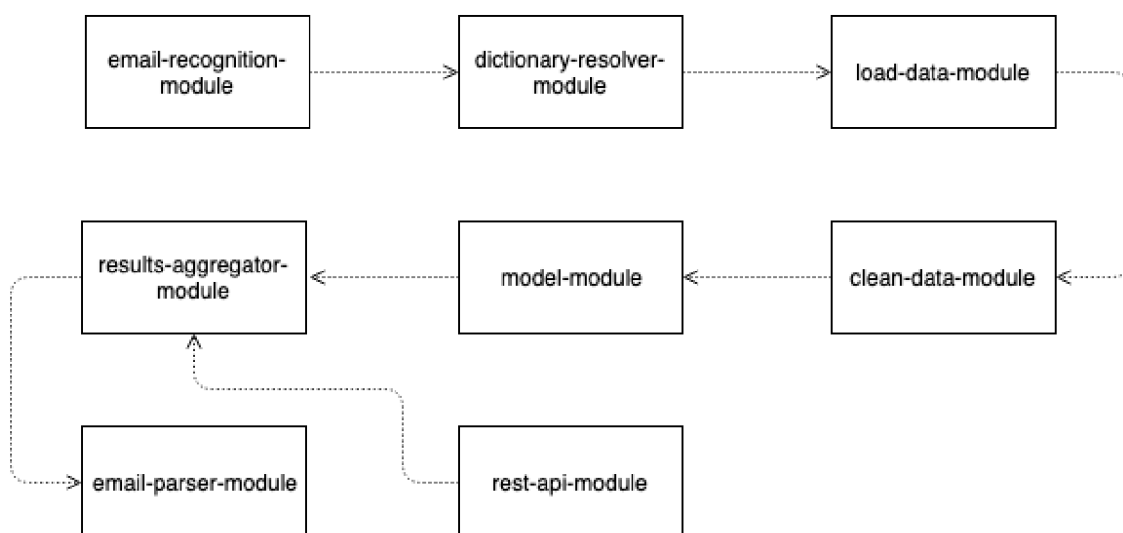 email-recognition-
module
dictionary-resolver-
module
load-data-module
results-aggregator-
module
model-module
clean-data-module
email-parser-module
rest-api-module